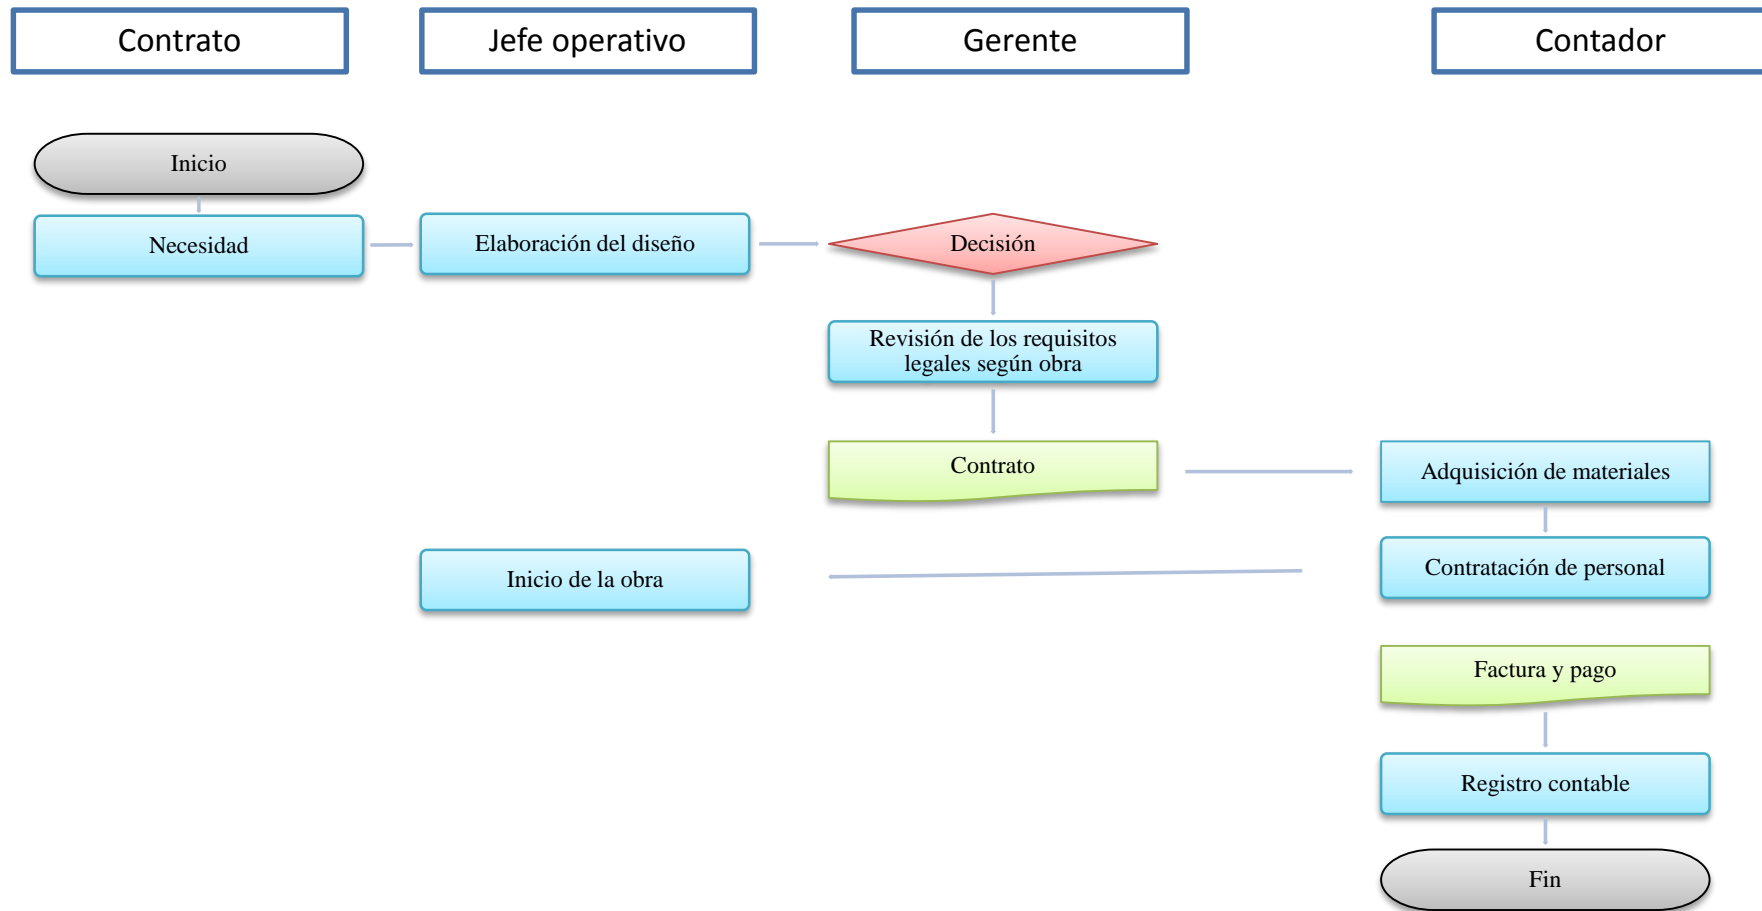 Contrato
Jefe operativo
Gerente
Contador
Inicio
Necesidad
Elaboración del diseño
Decisión
Revisión de los requisitos
legales según obra
Contrato
Adquisición de materiales
Inicio de la obra
Contratación de personal
Factura y pago
Registro contable
Fin